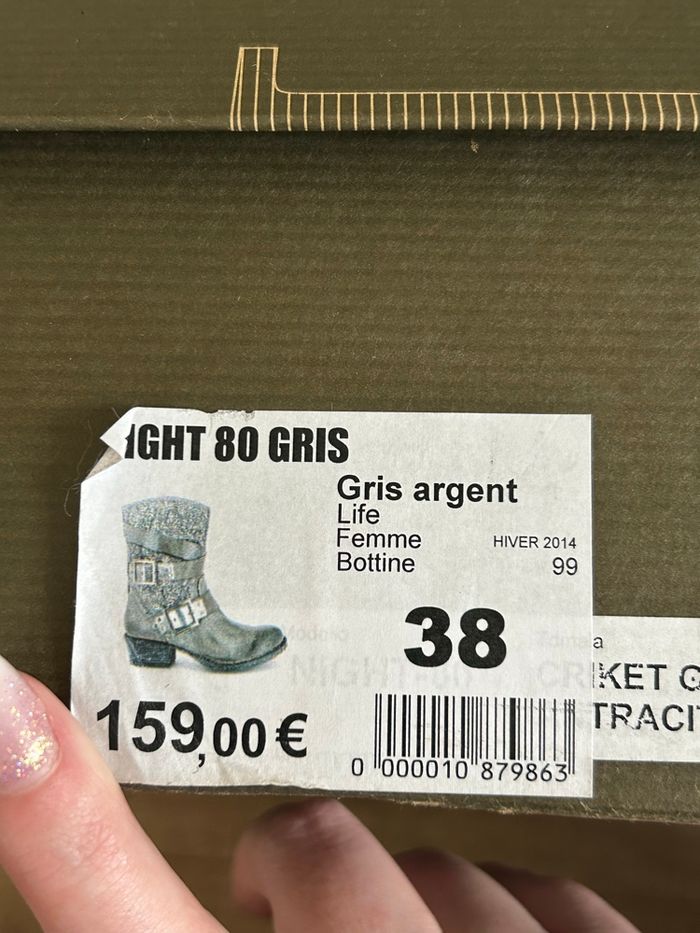 IGHT 80 GRIS
Gris argent
Life
Femme
HIVER 2014
Bottine
99
38
NIGHT-80
KET
TRACI
159,00€
0 000010 879863